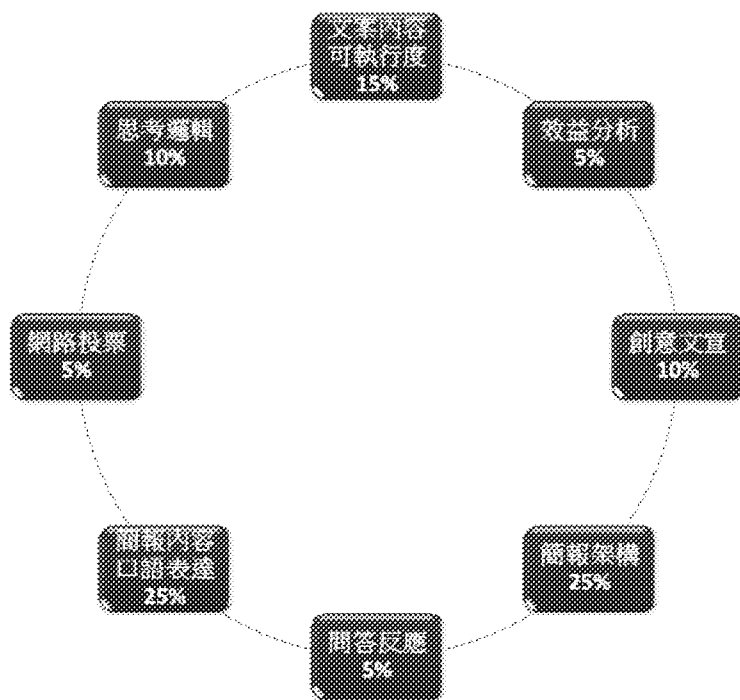 文案內容
可執行度
15%
效益分析
5%
創意文宣
10%
簡報架構
25%
問答反應
5%
簡報內容
口語表達
25%
網路投票
5%
思考邏輯
10%